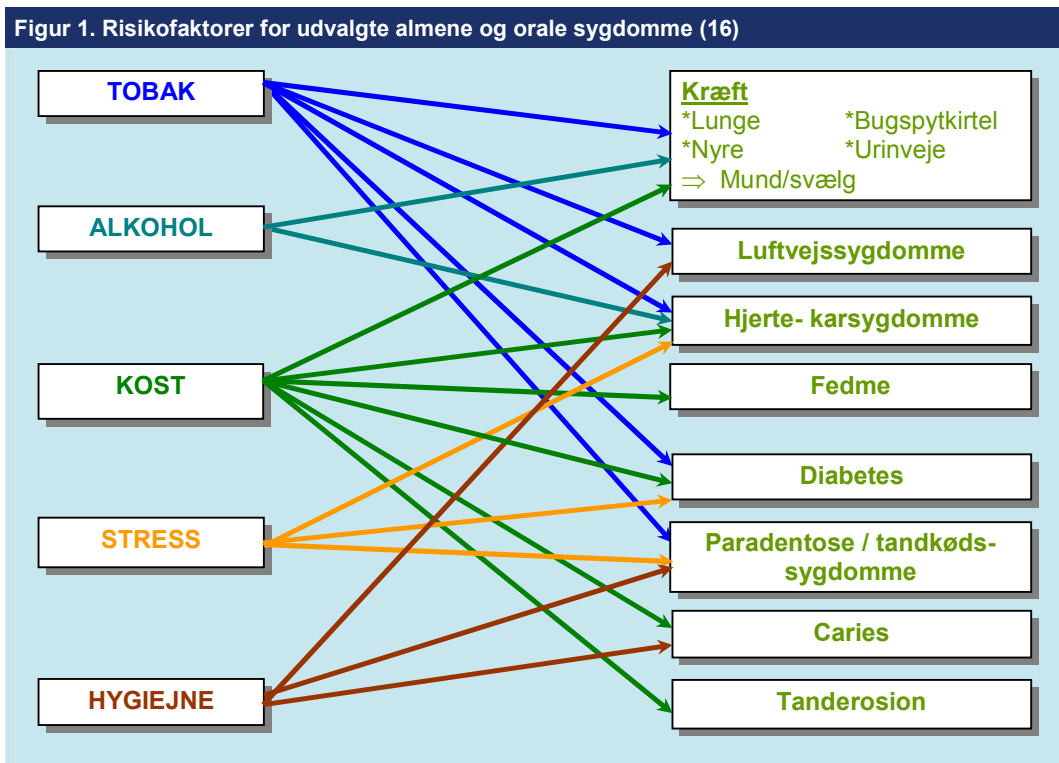 Figur 1. Risikofaktorer for udvalgte almene og orale sygdomme (16)
TOBAK
ALKOHOL
KOST
STRESS
HYGIEJNE
Kræft
*Lunge *Bugspytkirtel
*Nyre *Urinveje
⇒ Mund/svælg
Luftvejssygdomme
Hjerte- karsygdomme
Fedme
Diabetes
Paradentose / tandkøds-
sygdomme
Caries
Tanderosion